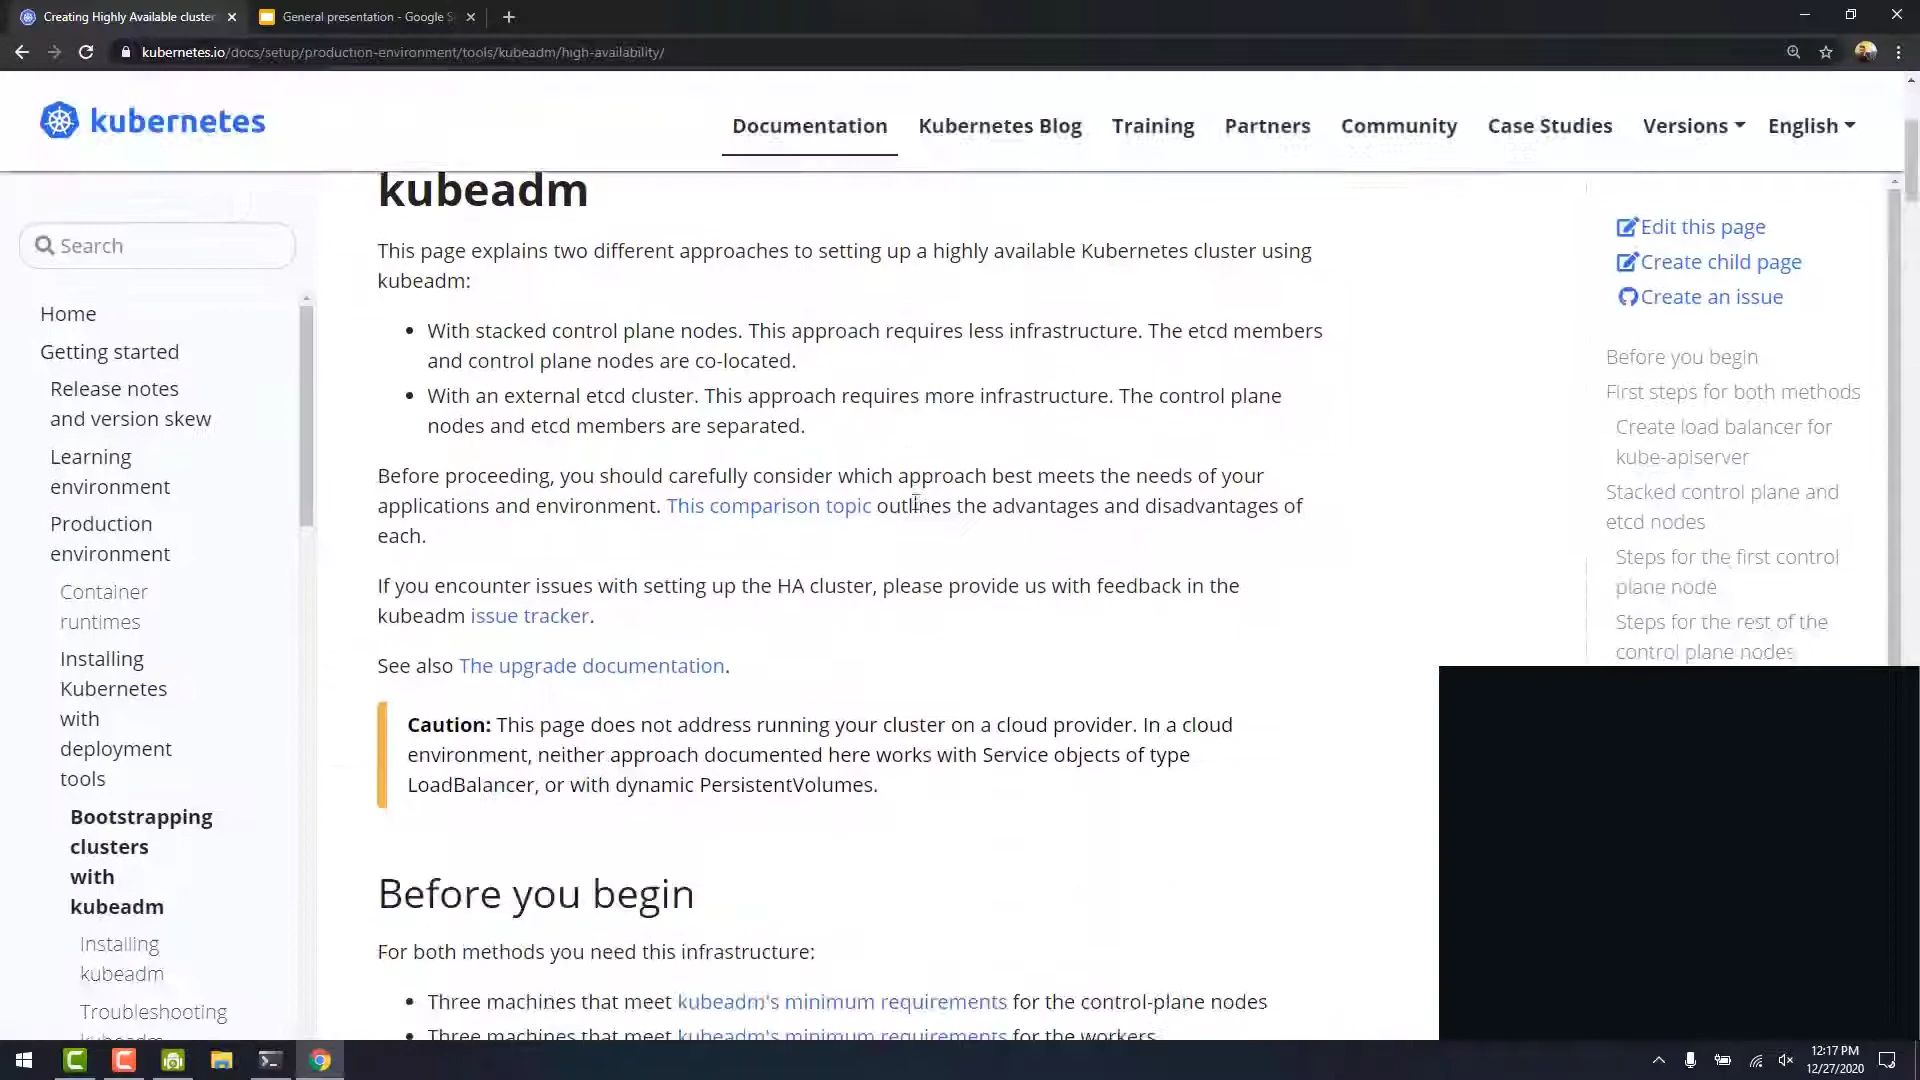 Creating Highly Available cluster
General presentation - Google S
kubernetes.io/docs/setup/production-environment/tools/kubeadm/high-availability/
kubernetes
Documentation
Kubernetes Blog
Training
Partners
Community
Case Studies
Versions
English
Search
Home
Getting started
Release notes
and version skew
Learning
environment
Production
environment
Container
runtimes
Installing
Kubernetes
with
deployment
tools
Bootstrapping
clusters
with
kubeadm
Installing
kubeadm
Troubleshooting
kubeadm
kubeadm
This page explains two different approaches to setting up a highly available Kubernetes cluster using
kubeadm:
With stacked control plane nodes. This approach requires less infrastructure. The etcd members
and control plane nodes are co-located.
With an external etcd cluster. This approach requires more infrastructure. The control plane
nodes and etcd members are separated.
Before proceeding, you should carefully consider which approach best meets the needs of your
applications and environment. This comparison topic outlines the advantages and disadvantages of
each.
If you encounter issues with setting up the HA cluster, please provide us with feedback in the
kubeadm issue tracker.
See also The upgrade documentation.
Caution: This page does not address running your cluster on a cloud provider. In a cloud
environment, neither approach documented here works with Service objects of type
LoadBalancer, or with dynamic PersistentVolumes.
Before you begin
For both methods you need this infrastructure:
Three machines that meet kubeadm's minimum requirements for the control-plane nodes
Three machines that meet kubeadm's minimum requirements for the workers
Edit this page
Create child page
Create an issue
Before you begin
First steps for both methods
Create load balancer for
kube-apiserver
Stacked control plane and
etcd nodes
Steps for the first control
plane node
Steps for the rest of the
control plane nodes
12:17 PM
12/27/2020